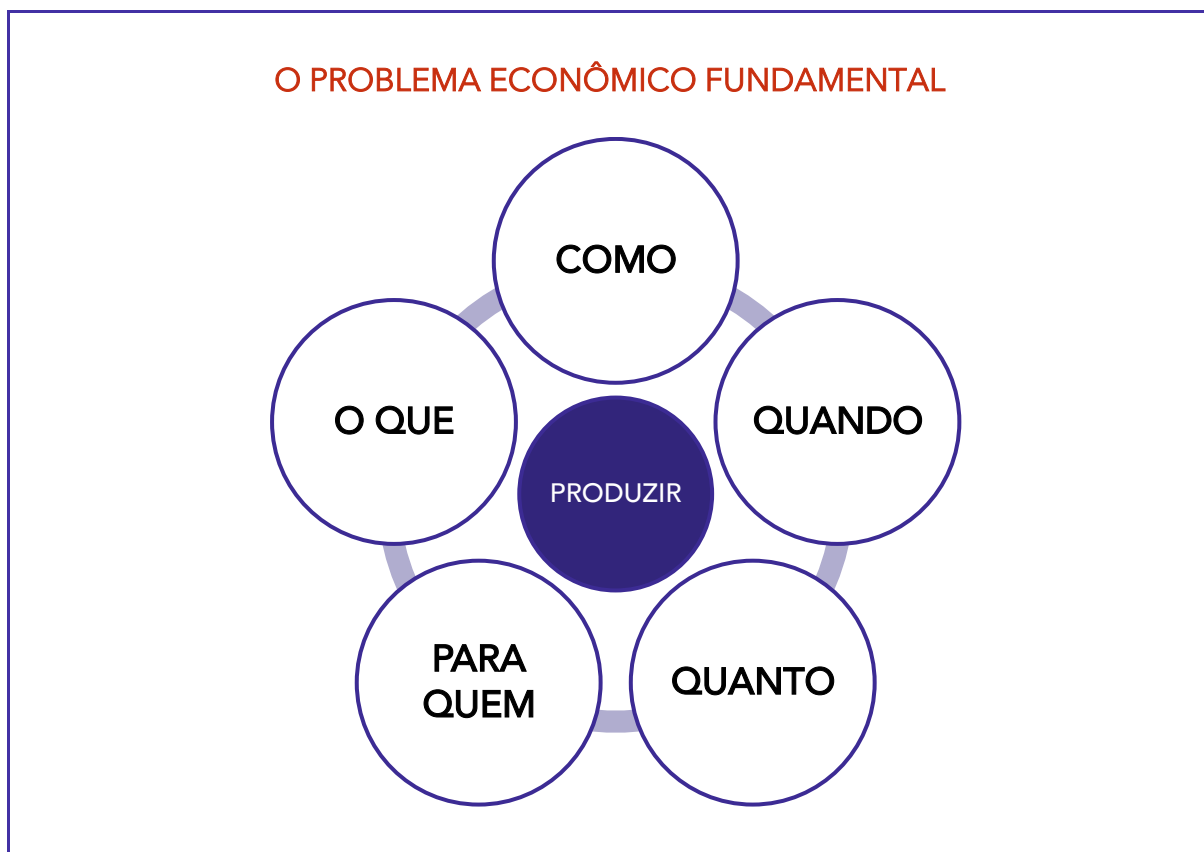 O PROBLEMA ECONÔMICO FUNDAMENTAL
COMO
O QUE
QUANDO
PRODUZIR
PARA
QUEM
QUANTO